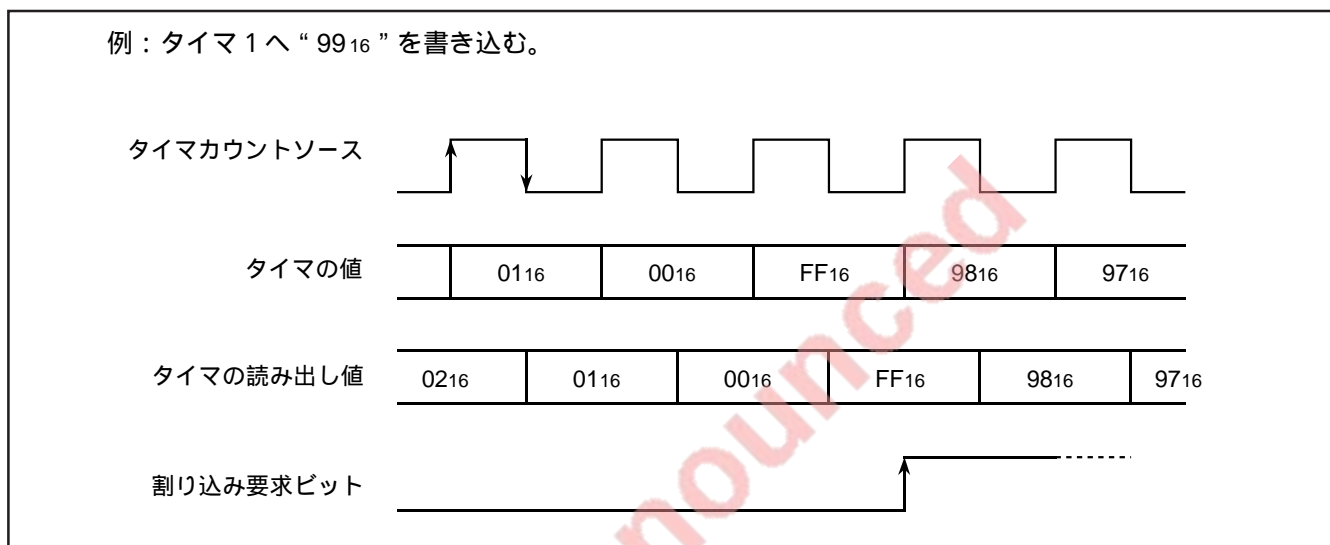 例：タイマ1へ“9916”を書き込む。
タイマカウントソース
タイマの値
0116 0016 FF16 9816 9716
タイマの読み出し値
0216 0116 0016 FF16 9816 9716
割り込み要求ビット
nounced